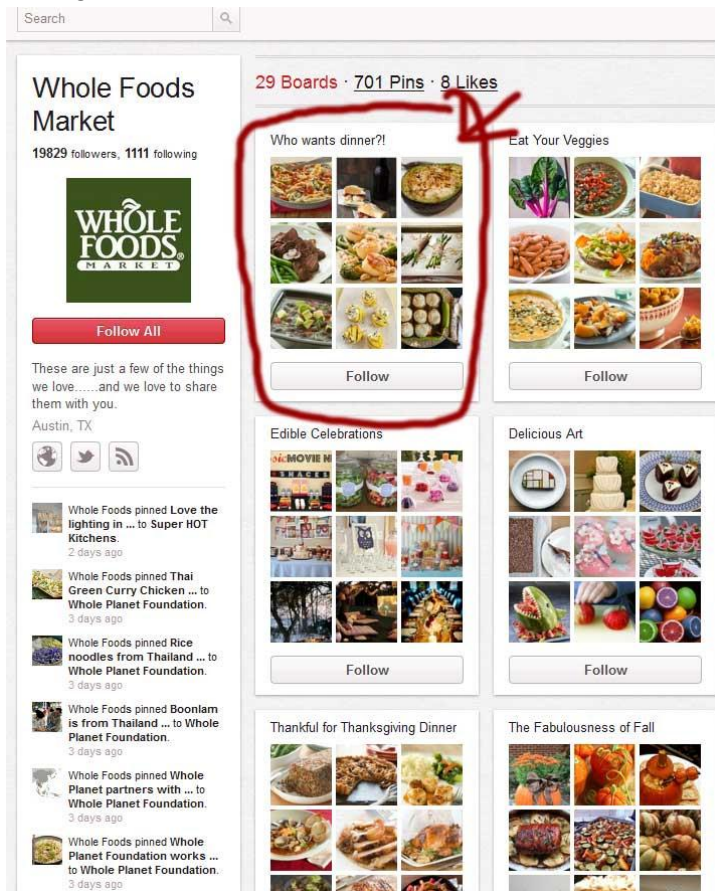 Search
Whole Foods
Market
19829 followers, 1111 following
WHOLE
FOODS
MARKET
Follow All
These are just a few of the things
we love......and we love to share
them with you.
Austin, TX
Whole Foods pinned Love the
lighting in ... to Super HOT
Kitchens.
2 days ago
Whole Foods pinned Thai
Green Curry Chicken ... to
Whole Planet Foundation.
3 days ago
Whole Foods pinned Rice
noodles from Thailand ... to
Whole Planet Foundation.
3 days ago
Whole Foods pinned Boonlam
is from Thailand ... to Whole
Planet Foundation.
3 days ago
Whole Foods pinned Whole
Planet partners with ... to
Whole Planet Foundation.
3 days ago
Whole Foods pinned Whole
Planet Foundation works ...
to Whole Planet Foundation.
3 days ago
29 Boards · 701 Pins · 8 Likes
Who wants dinner?!
Follow
Eat Your Veggies
Follow
Edible Celebrations
MOVIE
SNACKS
Follow
Delicious Art
Follow
Thankful for Thanksgiving Dinner
The Fabulousness of Fall